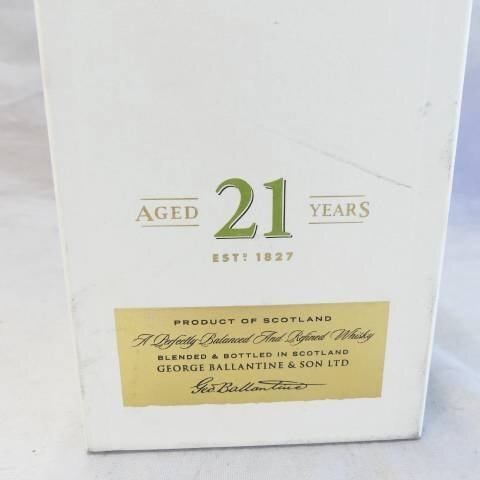 AGED 21 YEARS
ESTD. 1827
PRODUCT OF SCOTLAND
A Perfectly Balanced And Refined Whisky
BLENDED & BOTTLED IN SCOTLAND
GEORGE BALLANTINE & SON LTD
Geo Ballantine